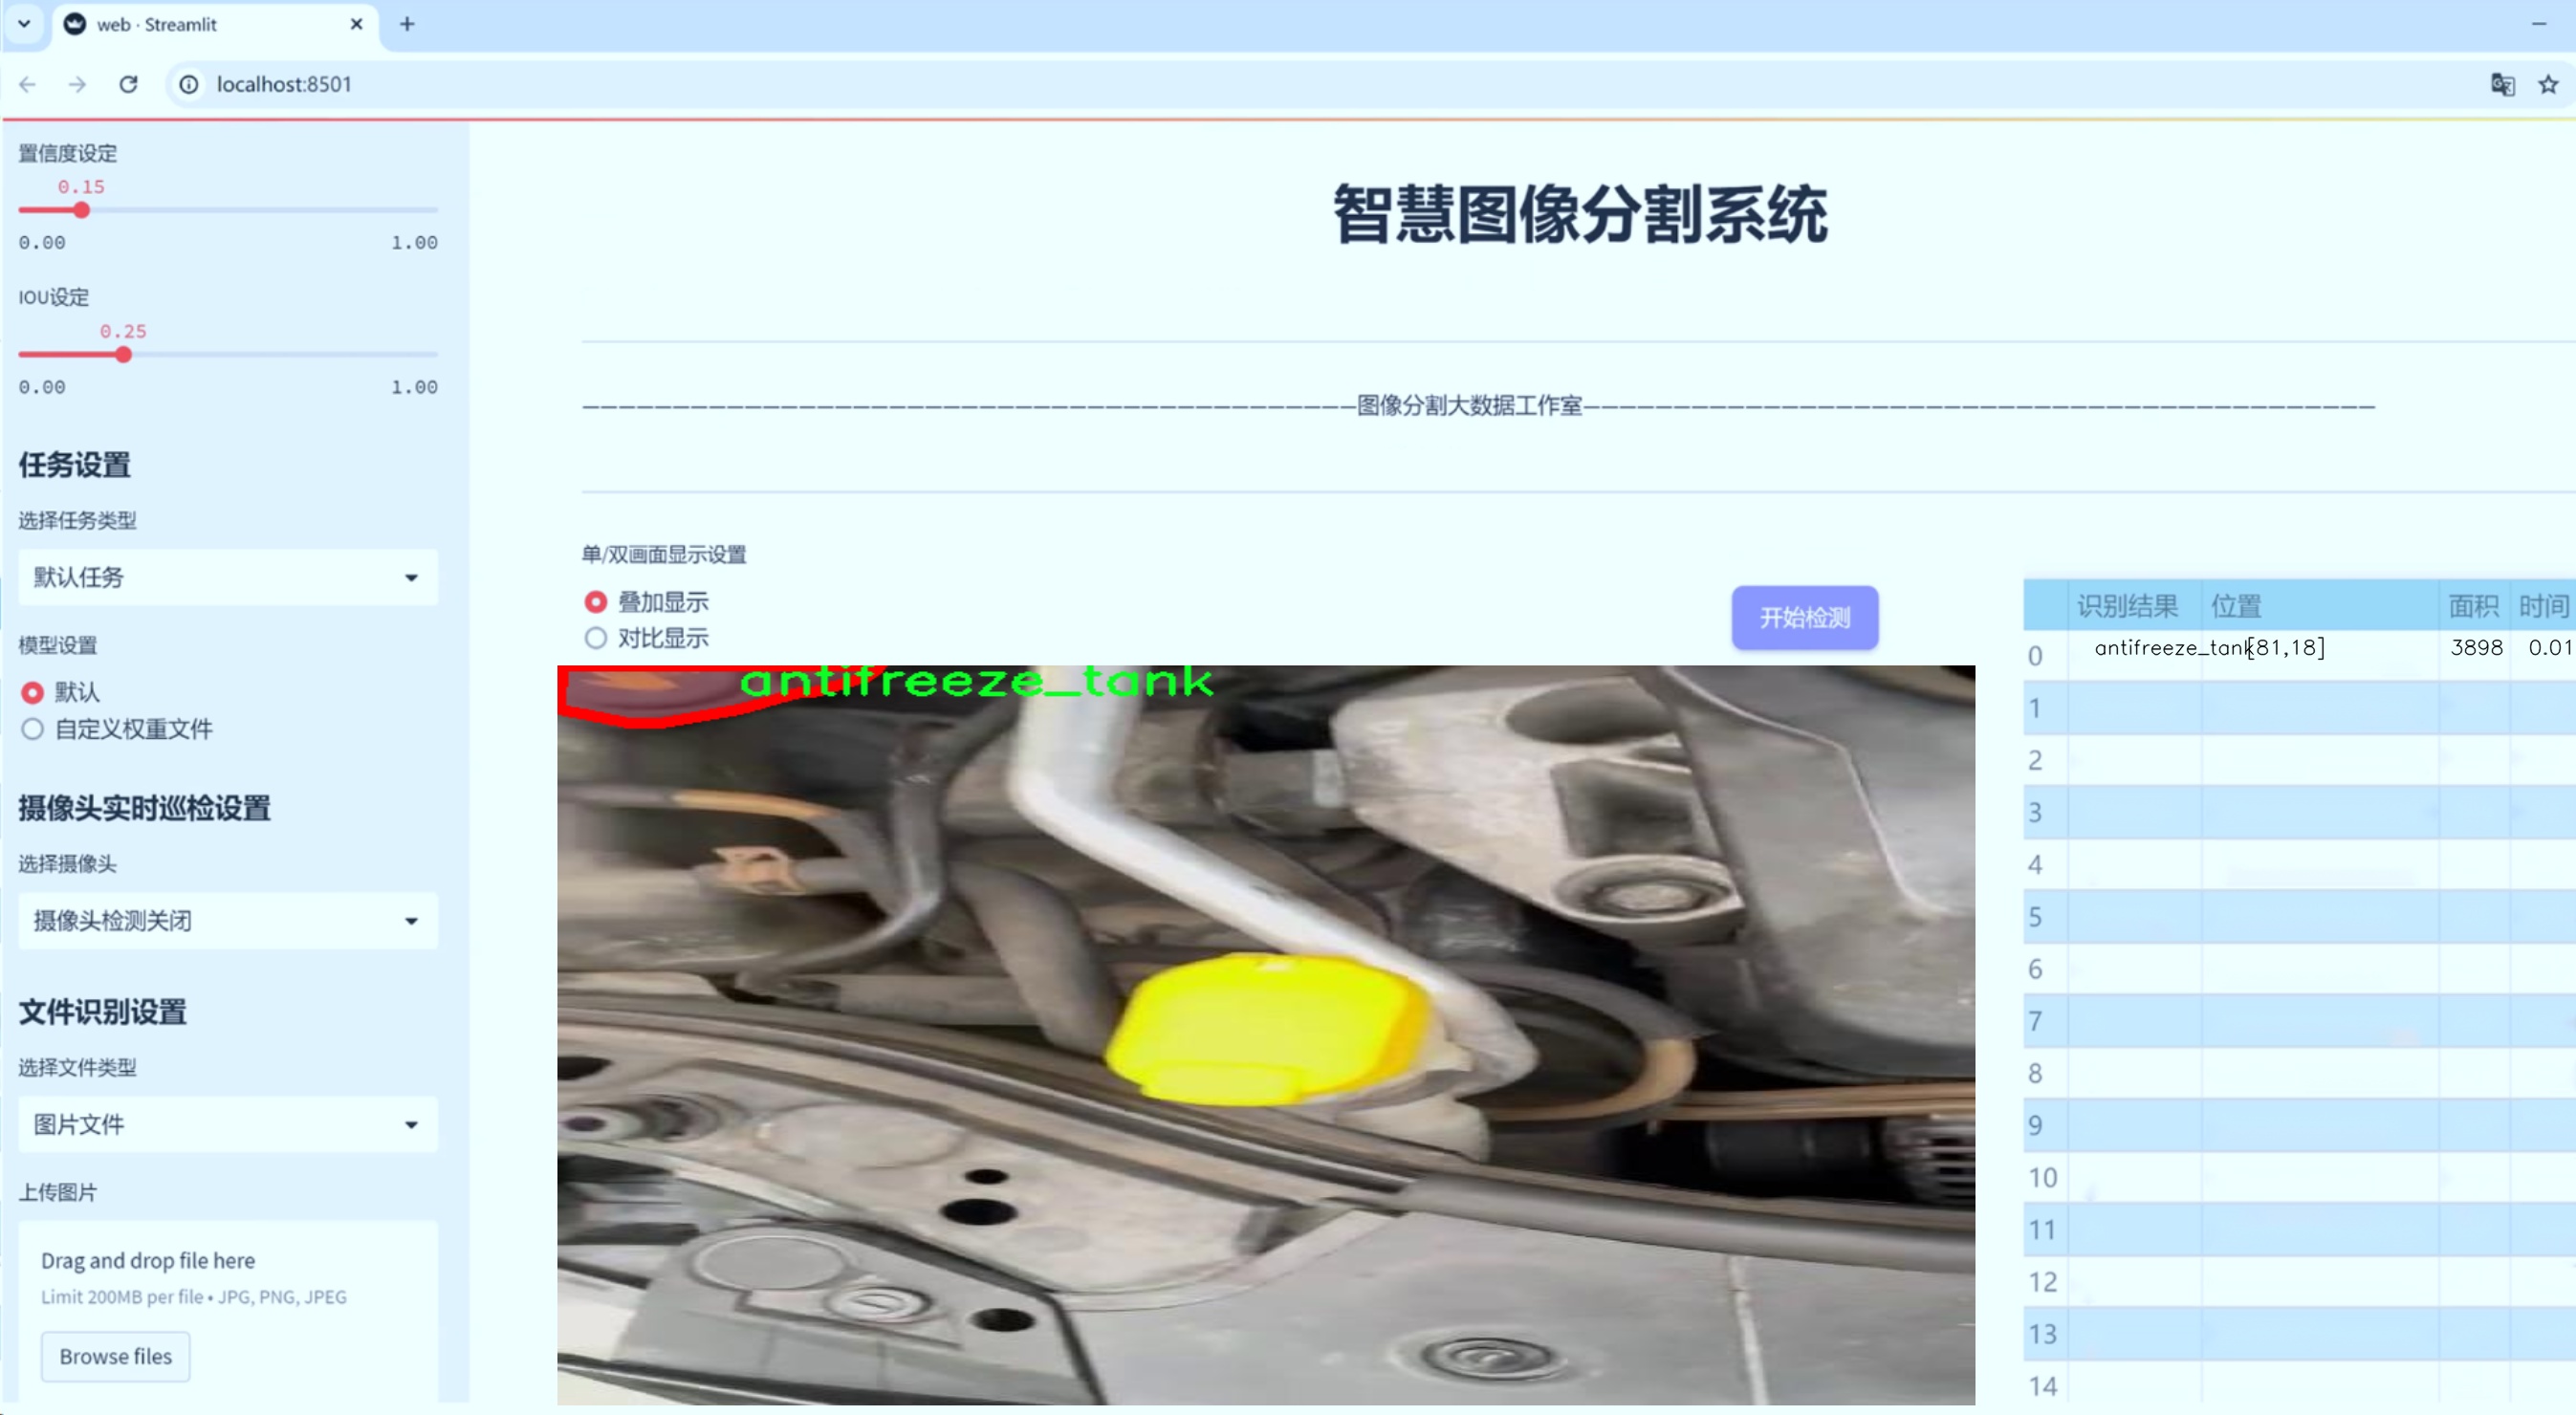 web · Streamlit
localhost:8501
置信度设定
0.15
0.00 1.00
IOU设定
0.25
0.00 1.00
任务设置
选择任务类型
默认任务
模型设置
默认
自定义权重文件
摄像头实时巡检设置
选择摄像头
摄像头检测关闭
文件识别设置
选择文件类型
图片文件
上传图片
Drag and drop file here
Limit 200MB per file • JPG, PNG, JPEG
Browse files
智慧图像分割系统
———————————————————————————————————————————图像分割大数据工作室————————————————————————————————————————————
单/双画面显示设置
叠加显示
对比显示
开始检测
antifreeze_tank
识别结果 位置 面积 时间
0 antifreeze_tank[81,18] 3898 0.01
1
2
3
4
5
6
7
8
9
10
11
12
13
14